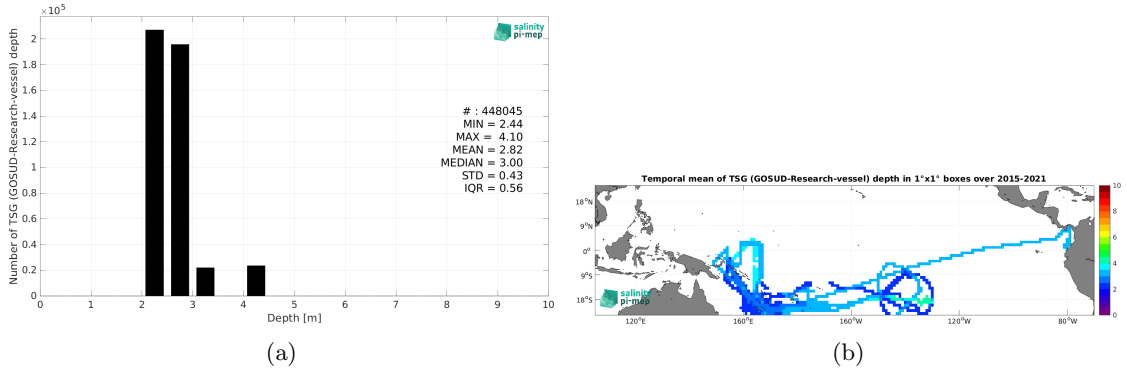 ×10⁵
2
1.8
1.6
1.4
1.2
1
0.8
0.6
0.4
0.2
0
Number of TSG (GOSUD-Research-vessel) depth
salinity
pi-mep
# : 448045
MIN = 2.44
MAX = 4.10
MEAN = 2.82
MEDIAN = 3.00
STD = 0.43
IQR = 0.56
0 1 2 3 4 5 6 7 8 9 10
Depth [m]
(a)
Temporal mean of TSG (GOSUD-Research-vessel) depth in 1°x1° boxes over 2015-2021
18°N
9°N
0°
9°S
18°S
salinity
pi-mep
120°E 160°E 160°W 120°W 80°W
10
8
6
4
2
0
(b)